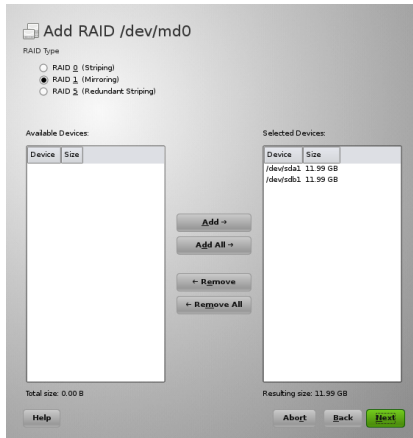 Add RAID /dev/md0
RAID Type
RAID 0 (Striping)
RAID 1 (Mirroring)
RAID 5 (Redundant Striping)
Available Devices:
Device Size
Add →
Add All →
← Remove
← Remove All
Total size: 0.00 B
Selected Devices:
Device Size
/dev/sda1 11.99 GB
/dev/sdb1 11.99 GB
Resulting size: 11.99 GB
Help
Abort
Back
Next